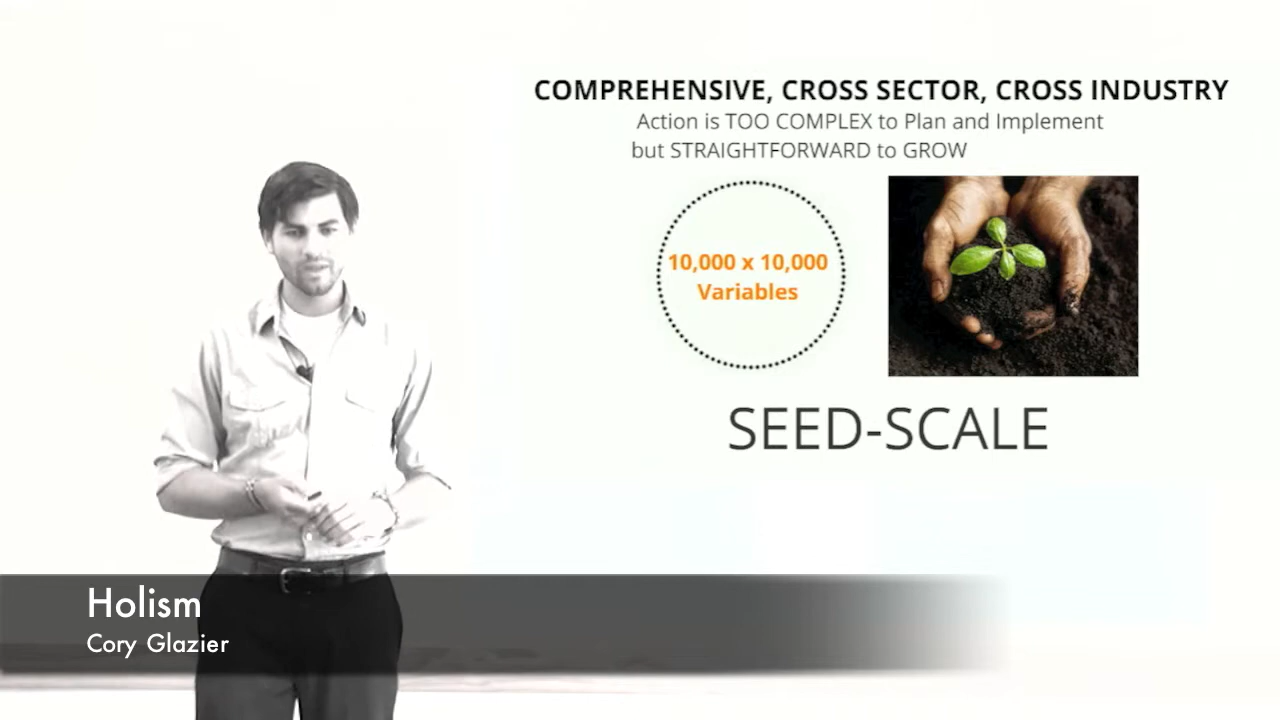 COMPREHENSIVE, CROSS SECTOR, CROSS INDUSTRY
Action is TOO COMPLEX to Plan and Implement
but STRAIGHTFORWARD to GROW
10,000 x 10,000
Variables
SEED-SCALE
Holism
Cory Glazier